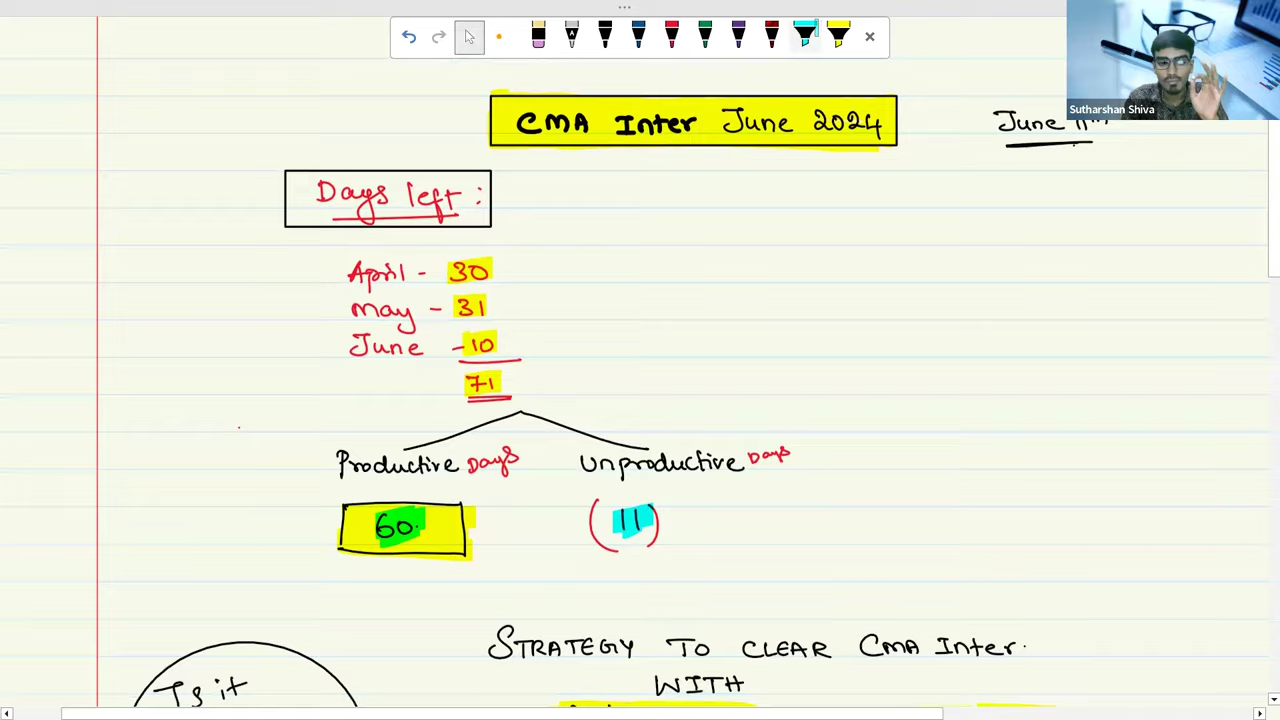 Sutharshan Shiva
CMA Inter June 2024
June 11th
Days left :
April - 30
May - 31
June - 10
71
Productive Days
Unproductive Days
60
(11)
STRATEGY TO CLEAR CMA Inter.
WITH
Is it